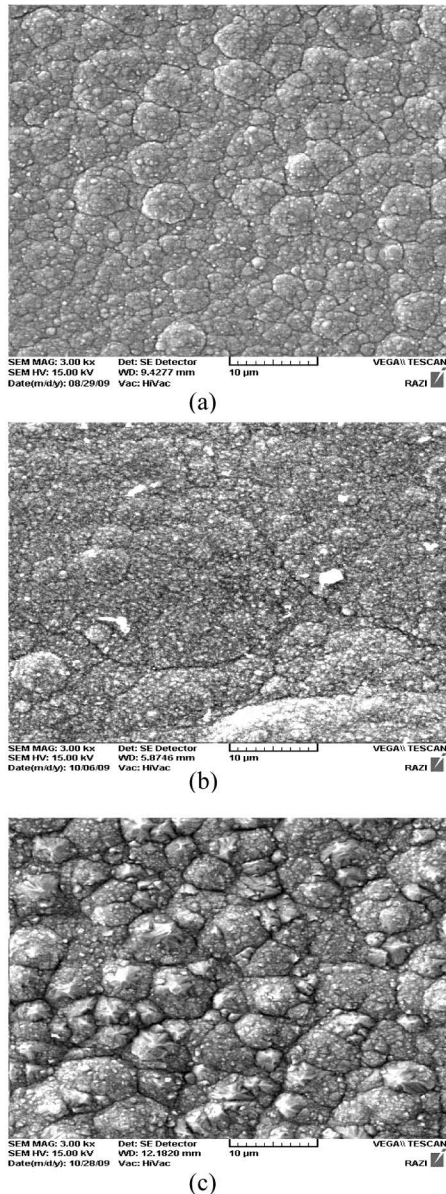 SEM MAG: 3.00 kx Det: SE Detector VEGA\\ TESCAN
SEM HV: 15.00 kV WD: 9.4277 mm 10 µm
Date(m/d/y): 08/29/09 Vac: HiVac RAZI
(a)
SEM MAG: 3.00 kx Det: SE Detector VEGA\\ TESCAN
SEM HV: 15.00 kV WD: 5.8746 mm 10 µm
Date(m/d/y): 10/06/09 Vac: HiVac RAZI
(b)
SEM MAG: 3.00 kx Det: SE Detector VEGA\\ TESCAN
SEM HV: 15.00 kV WD: 12.1820 mm 10 µm
Date(m/d/y): 10/28/09 Vac: HiVac RAZI
(c)